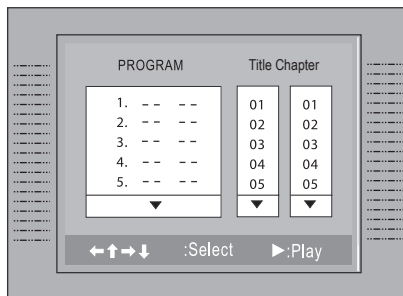 PROGRAM Title Chapter
1. -- -- 01 01
2. -- -- 02 02
3. -- -- 03 03
4. -- -- 04 04
5. -- -- 05 05
▼ ▼ ▼
←↑→↓ :Select ►:Play